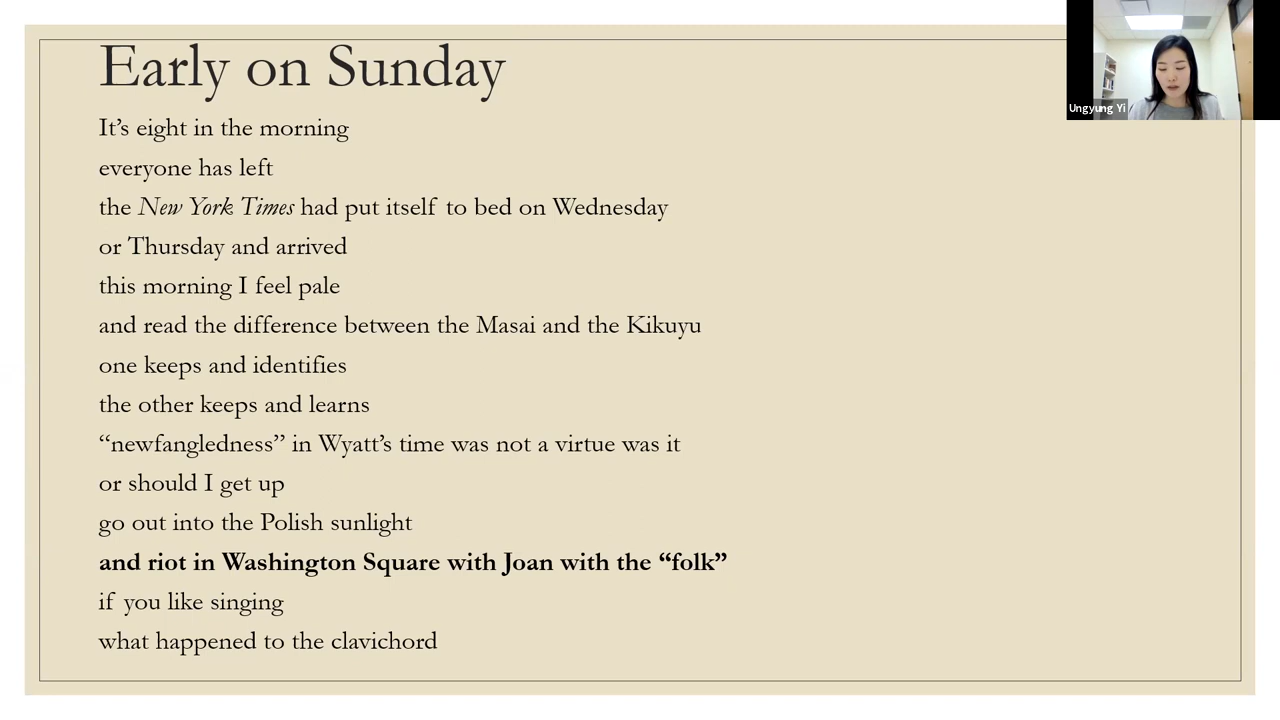 Early on Sunday
It’s eight in the morning
everyone has left
the New York Times had put itself to bed on Wednesday
or Thursday and arrived
this morning I feel pale
and read the difference between the Masai and the Kikuyu
one keeps and identifies
the other keeps and learns
“newfangledness” in Wyatt’s time was not a virtue was it
or should I get up
go out into the Polish sunlight
and riot in Washington Square with Joan with the “folk”
if you like singing
what happened to the clavichord
Ungyung Yi